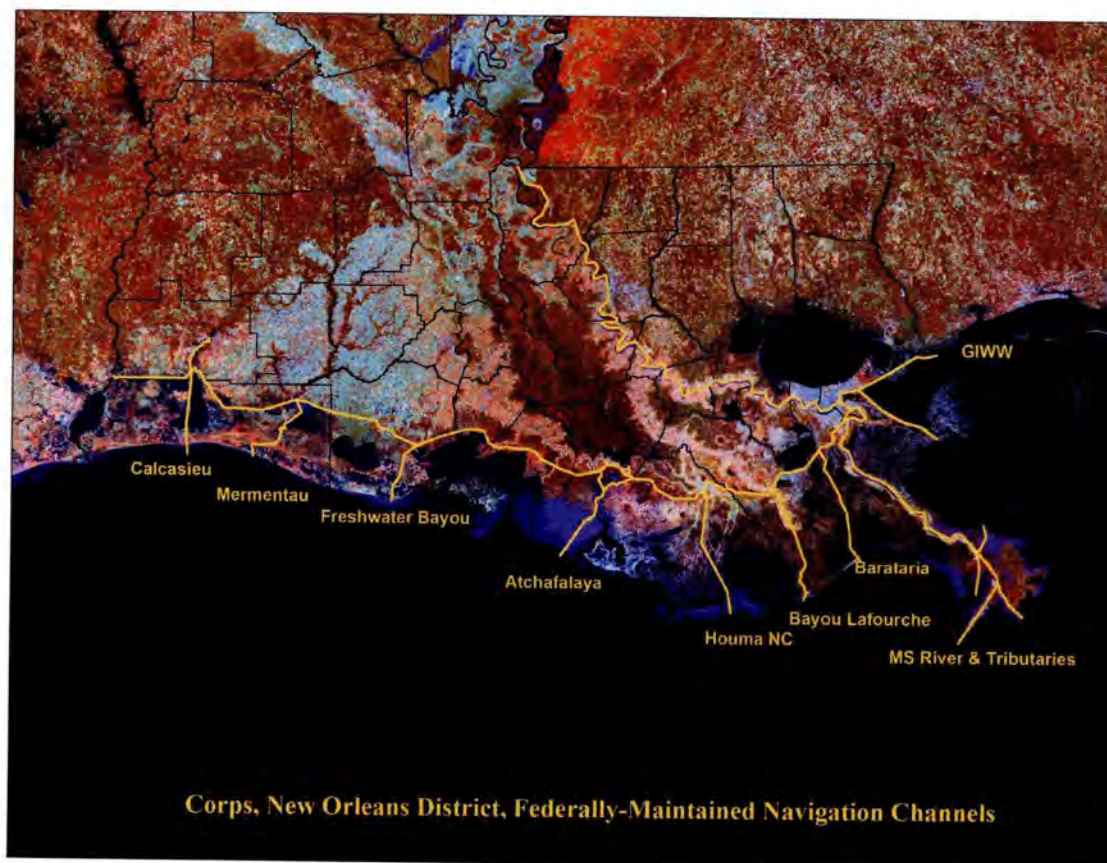 GIWW
Calcasieu
Mermentau
Freshwater Bayou
Atchafalaya
Barataria
Bayou Lafourche
Houma NC
MS River & Tributaries
Corps, New Orleans District, Federally-Maintained Navigation Channels